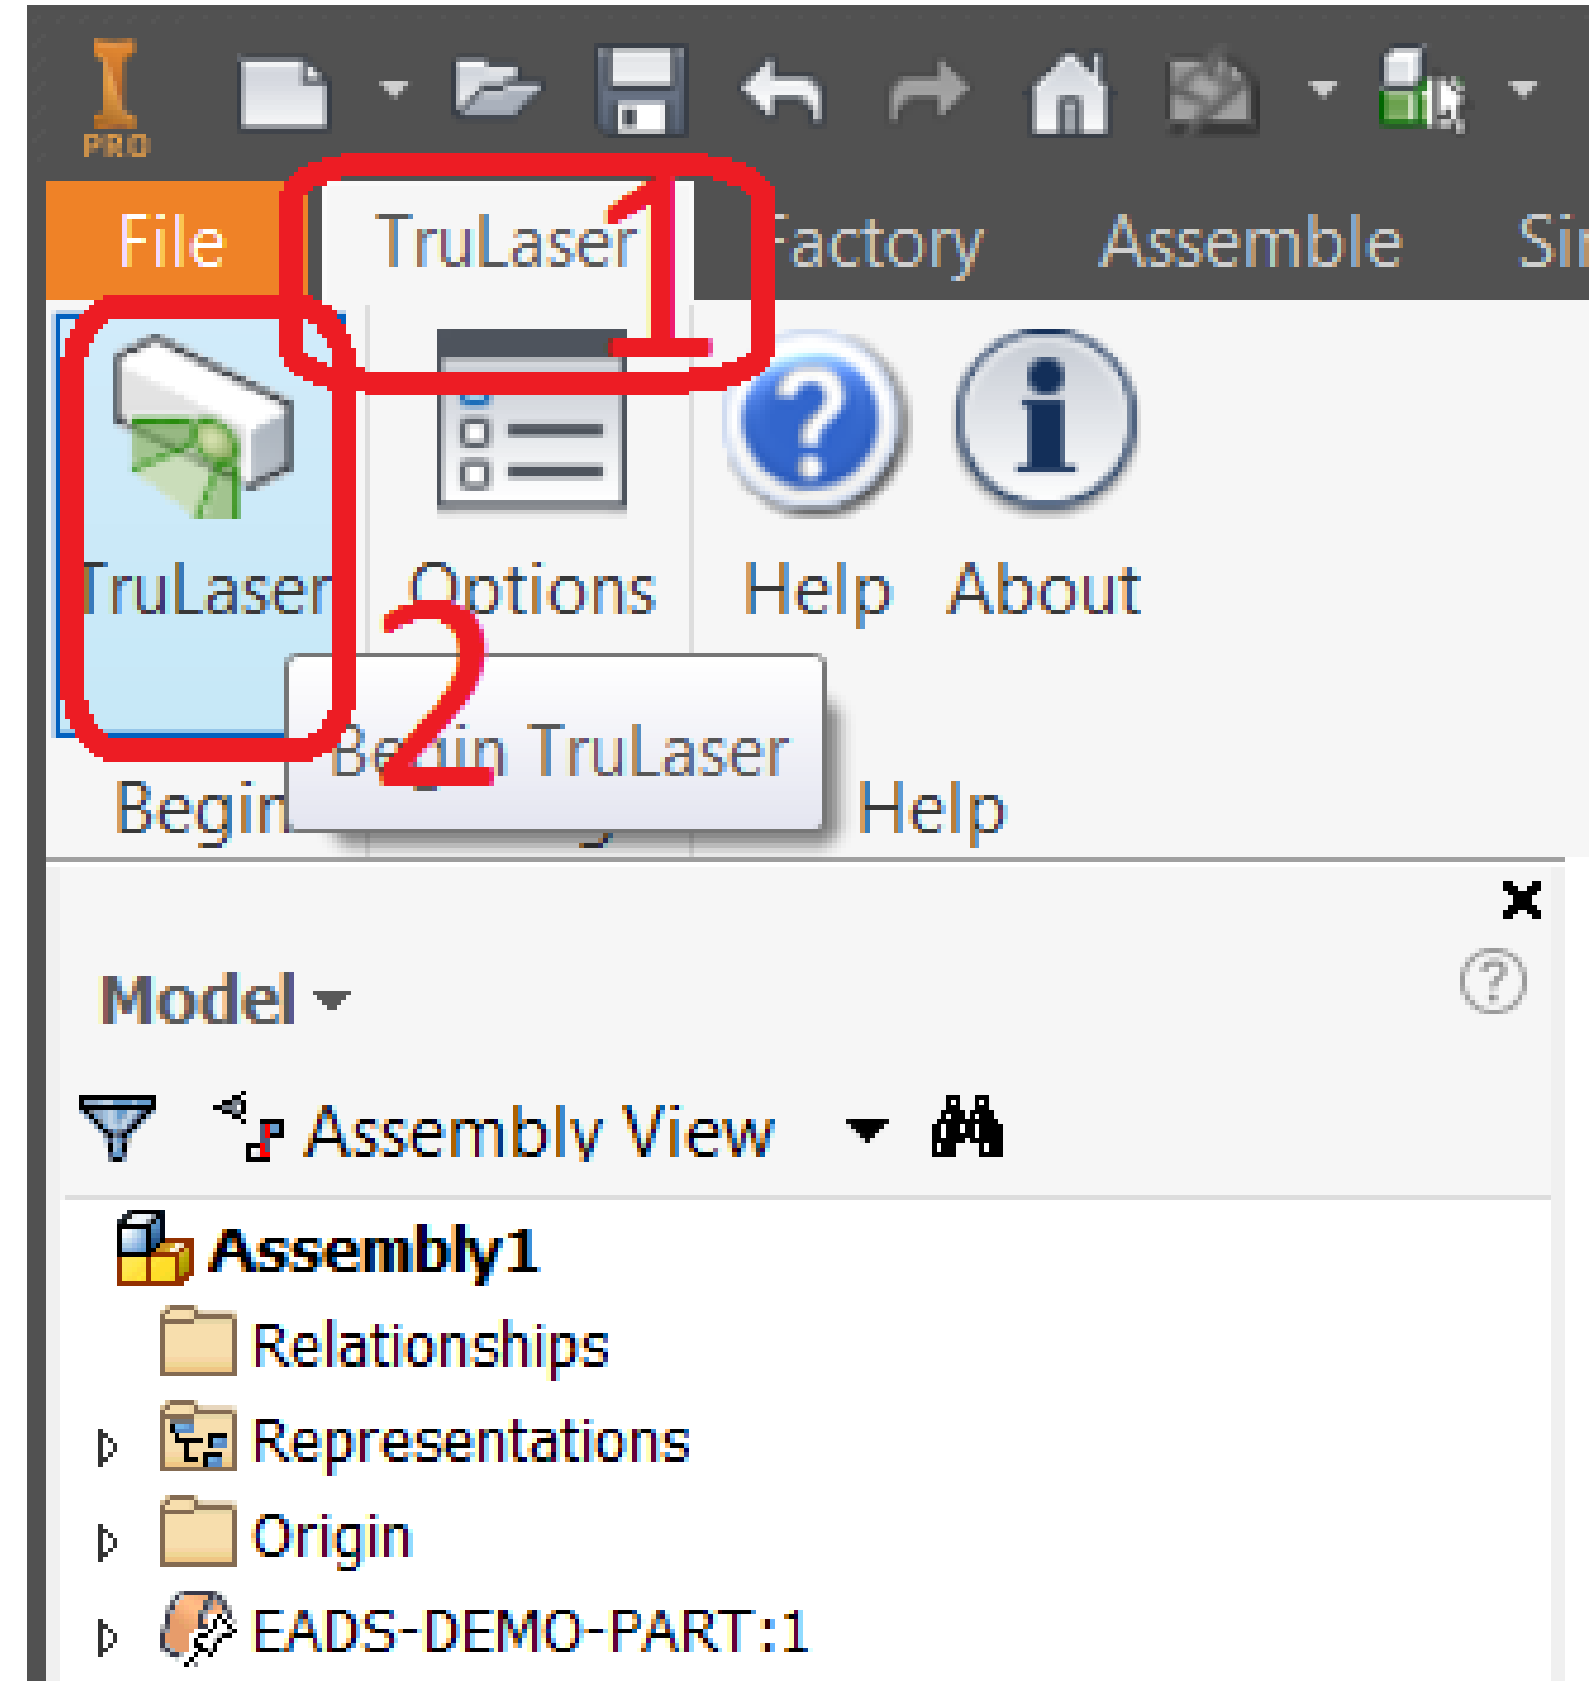 PRO
File TruLaser 1 Factory Assemble
TruLaser Options Help About
2
Begin TruLaser
Begin Help
Model
Assembly View
Assembly1
Relationships
Representations
Origin
EADS-DEMO-PART:1